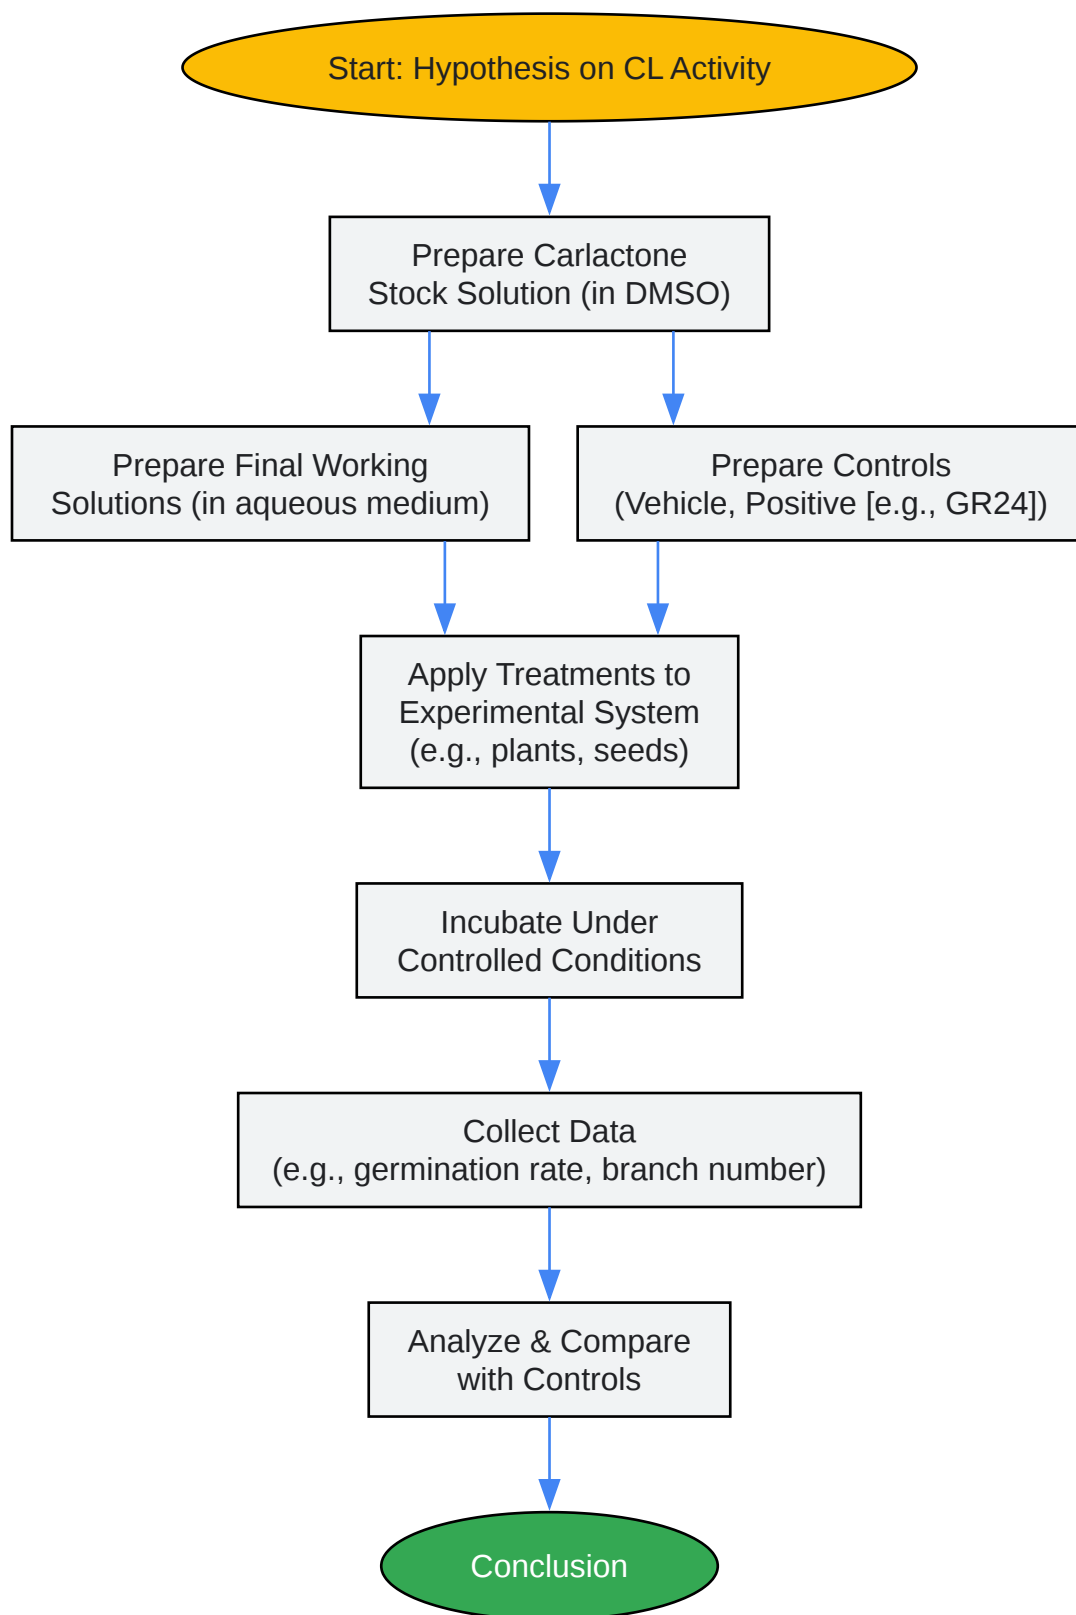 Start: Hypothesis on CL Activity
Prepare Carlactone
Stock Solution (in DMSO)
Prepare Final Working
Solutions (in aqueous medium)
Prepare Controls
(Vehicle, Positive [e.g., GR24])
Apply Treatments to
Experimental System
(e.g., plants, seeds)
Incubate Under
Controlled Conditions
Collect Data
(e.g., germination rate, branch number)
Analyze & Compare
with Controls
Conclusion